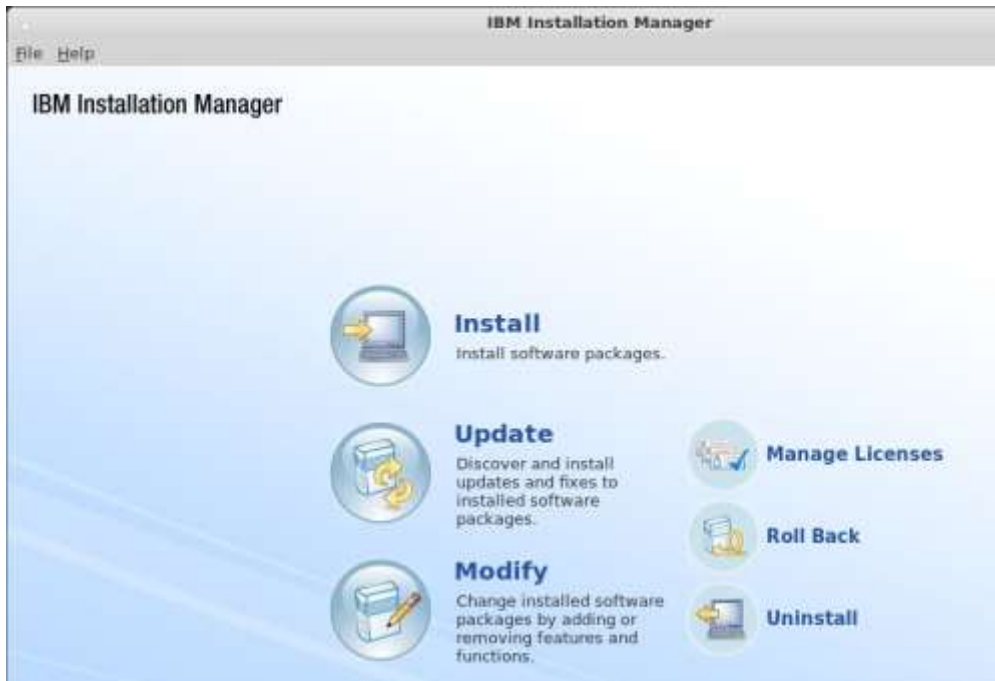 IBM Installation Manager
File Help
IBM Installation Manager
Install
Install software packages.
Update
Discover and install
updates and fixes to
installed software
packages.
Manage Licenses
Roll Back
Modify
Change installed software
packages by adding or
removing features and
functions.
Uninstall